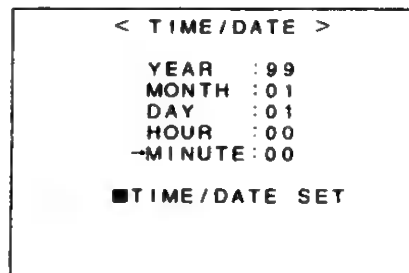 < TIME/DATE >
YEAR :99
MONTH :01
DAY :01
HOUR :00
→MINUTE:00
■TIME/DATE SET